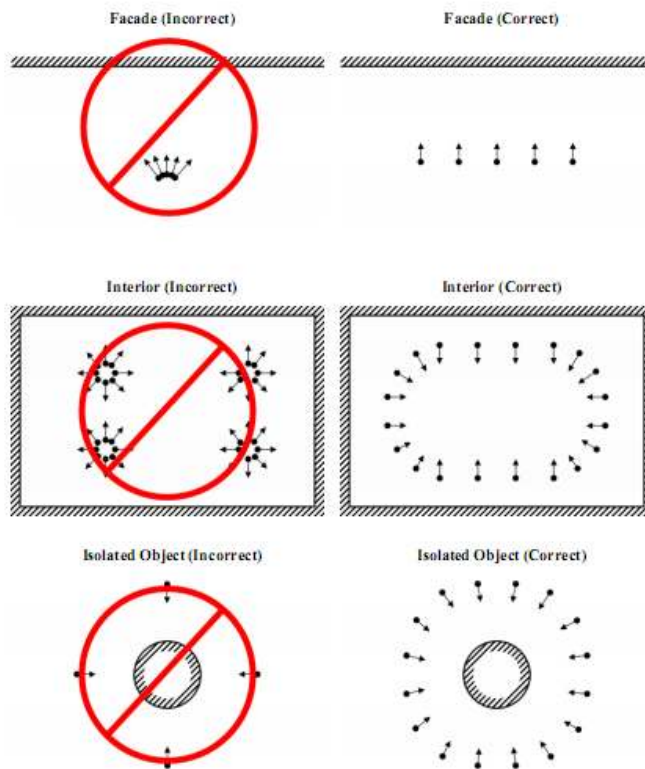 Facade (Incorrect)
Facade (Correct)
Interior (Incorrect)
Interior (Correct)
Isolated Object (Incorrect)
Isolated Object (Correct)